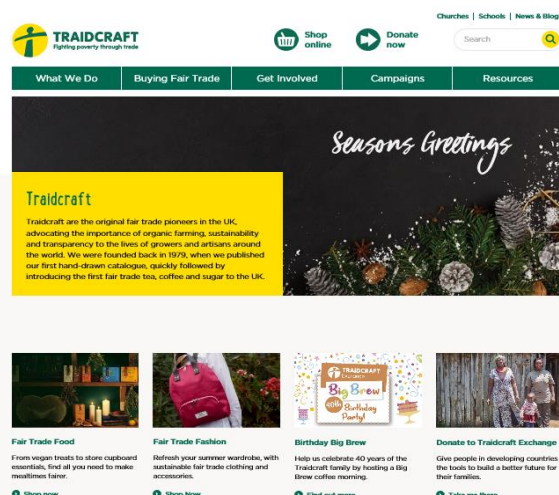 Churches | Schools | News & Blog
TRAIDCRAFT
Fighting poverty through trade
Shop
online
Donate
now
Search
What We Do
Buying Fair Trade
Get Involved
Campaigns
Resources
Seasons Greetings
Traidcraft
Traidcraft are the original fair trade pioneers in the UK,
advocating the importance of organic farming, sustainability
and transparency to the lives of growers and artisans around
the world. We were founded back in 1979, when we published
our first hand-drawn catalogue, quickly followed by
introducing the first fair trade tea, coffee and sugar to the UK.
TRAIDCRAFT
EXCHANGE
Big Brew
40th Birthday
Party!
Fair Trade Food
From vegan treats to store cupboard
essentials, find all you need to make
mealtimes fairer.
Shop now
Fair Trade Fashion
Refresh your summer wardrobe, with
sustainable fair trade clothing and
accessories.
Shop Now
Birthday Big Brew
Help us celebrate 40 years of the
Traidcraft family by hosting a Big
Brew coffee morning.
Find out more
Donate to Traidcraft Exchange
Give people in developing countries
the tools to build a better future for
their families.
Take me there